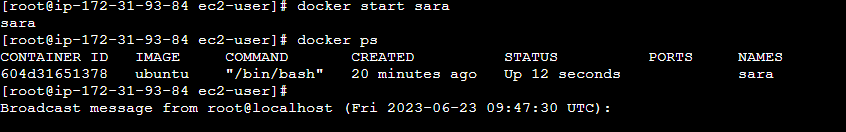 [root@ip-172-31-93-84 ec2-user]# docker start sara
sara
[root@ip-172-31-93-84 ec2-user]# docker ps
CONTAINER ID   IMAGE     COMMAND       CREATED          STATUS          PORTS     NAMES
604d31651378   ubuntu    "/bin/bash"   20 minutes ago   Up 12 seconds             sara
[root@ip-172-31-93-84 ec2-user]#
Broadcast message from root@localhost (Fri 2023-06-23 09:47:30 UTC):